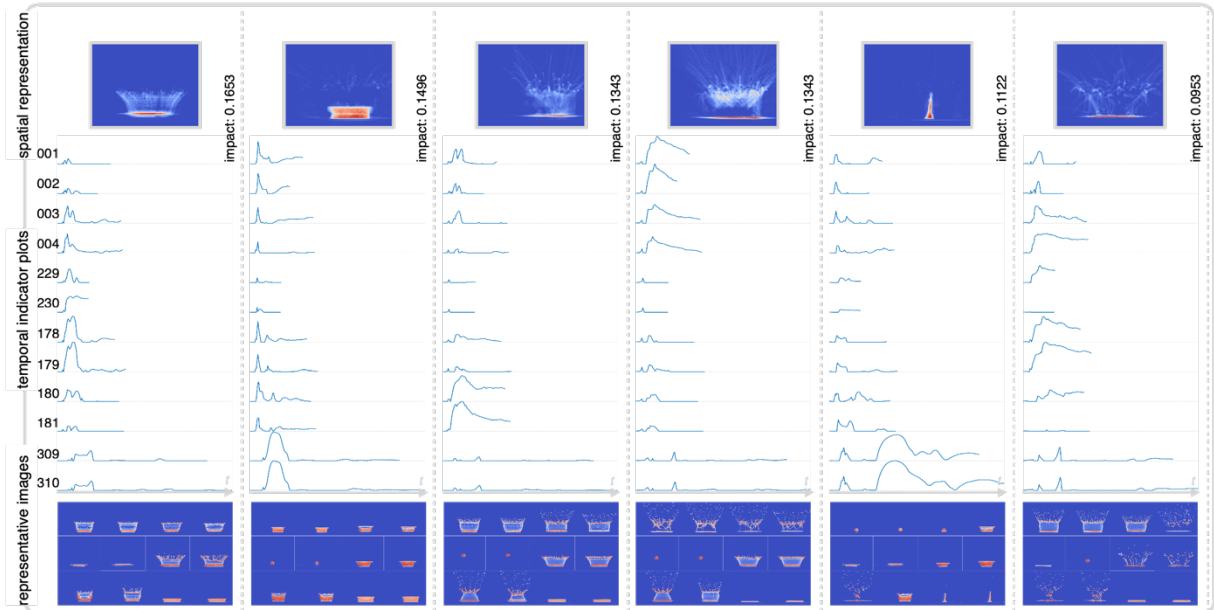 spatial representation
impact: 0.1653
impact: 0.1496
impact: 0.1343
impact: 0.1343
impact: 0.1122
impact: 0.0953
temporal indicator plots
001
002
003
004
229
230
178
179
180
181
309
310
representative images